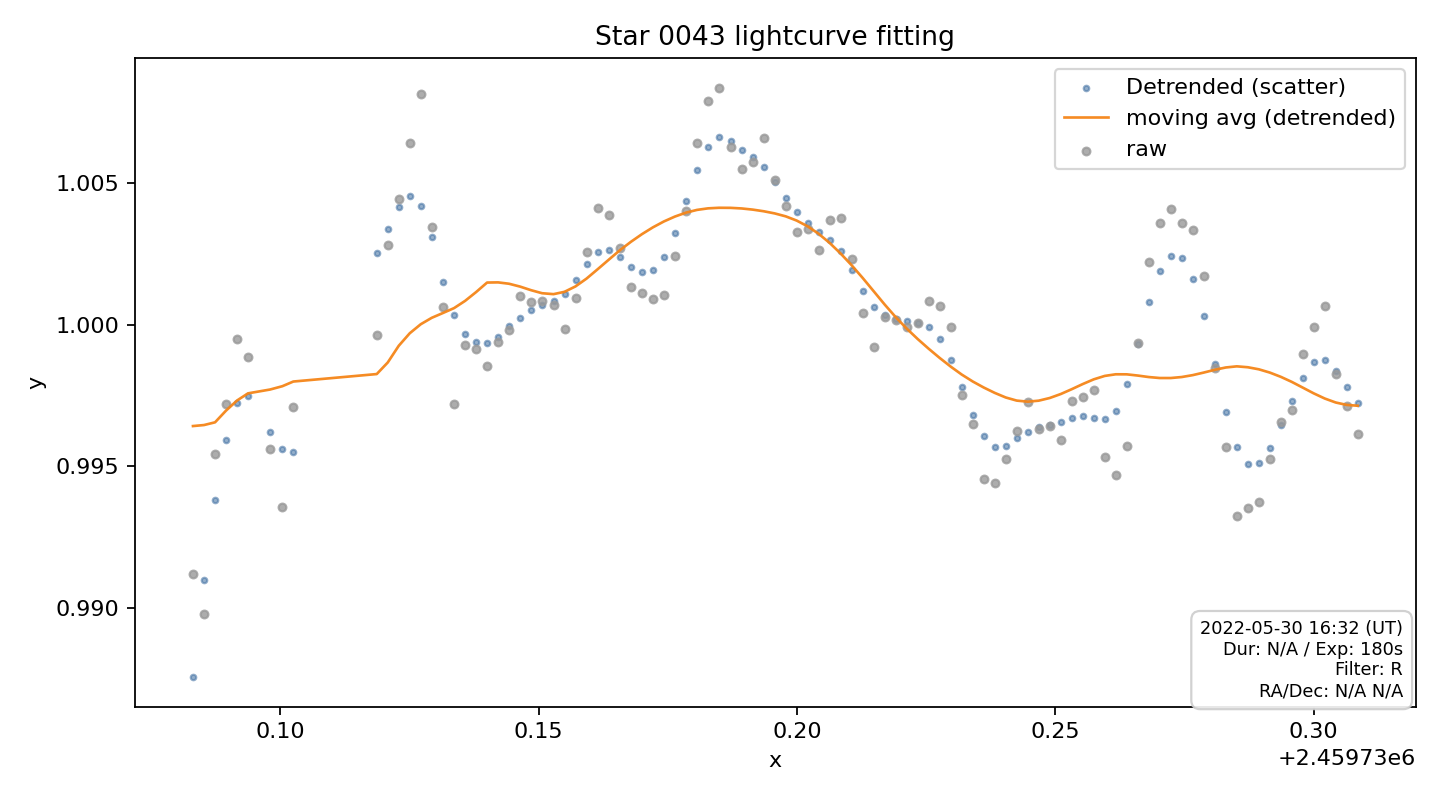 Star 0043 lightcurve fitting
Detrended (scatter)
moving avg (detrended)
raw
y
1.005
1.000
0.995
0.990
2022-05-30 16:32 (UT)
Dur: N/A / Exp: 180s
Filter: R
RA/Dec: N/A N/A
0.10 0.15 0.20 0.25 0.30
x
+2.45973e6